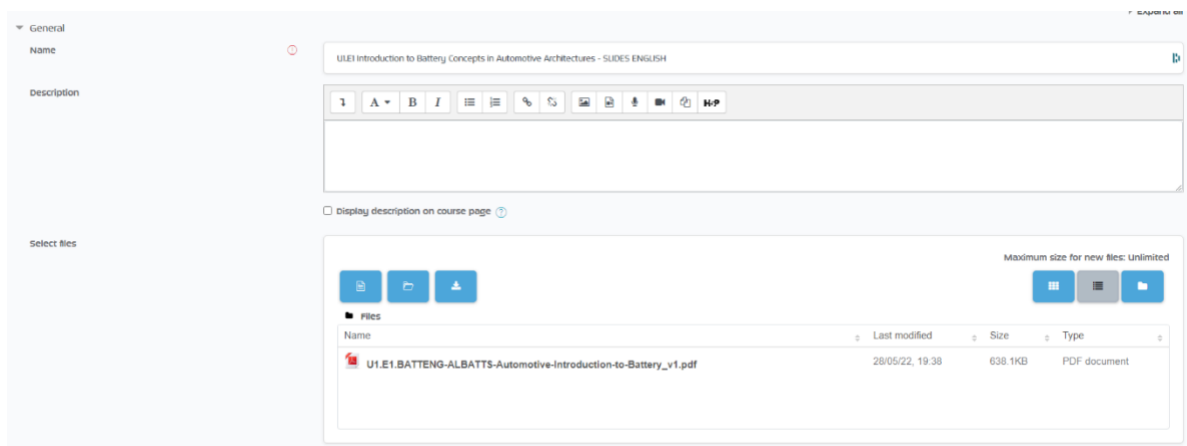 Expand all
General
Name
U1.E1 Introduction to Battery Concepts in Automotive Architectures - SLIDES ENGLISH
Description
A B I H-P
Display description on course page
Select files
Maximum size for new files: Unlimited
Files
Name Last modified Size Type
U1.E1.BATTENG-ALBATTS-Automotive-Introduction-to-Battery_v1.pdf 28/05/22, 19:38 638.1KB PDF document